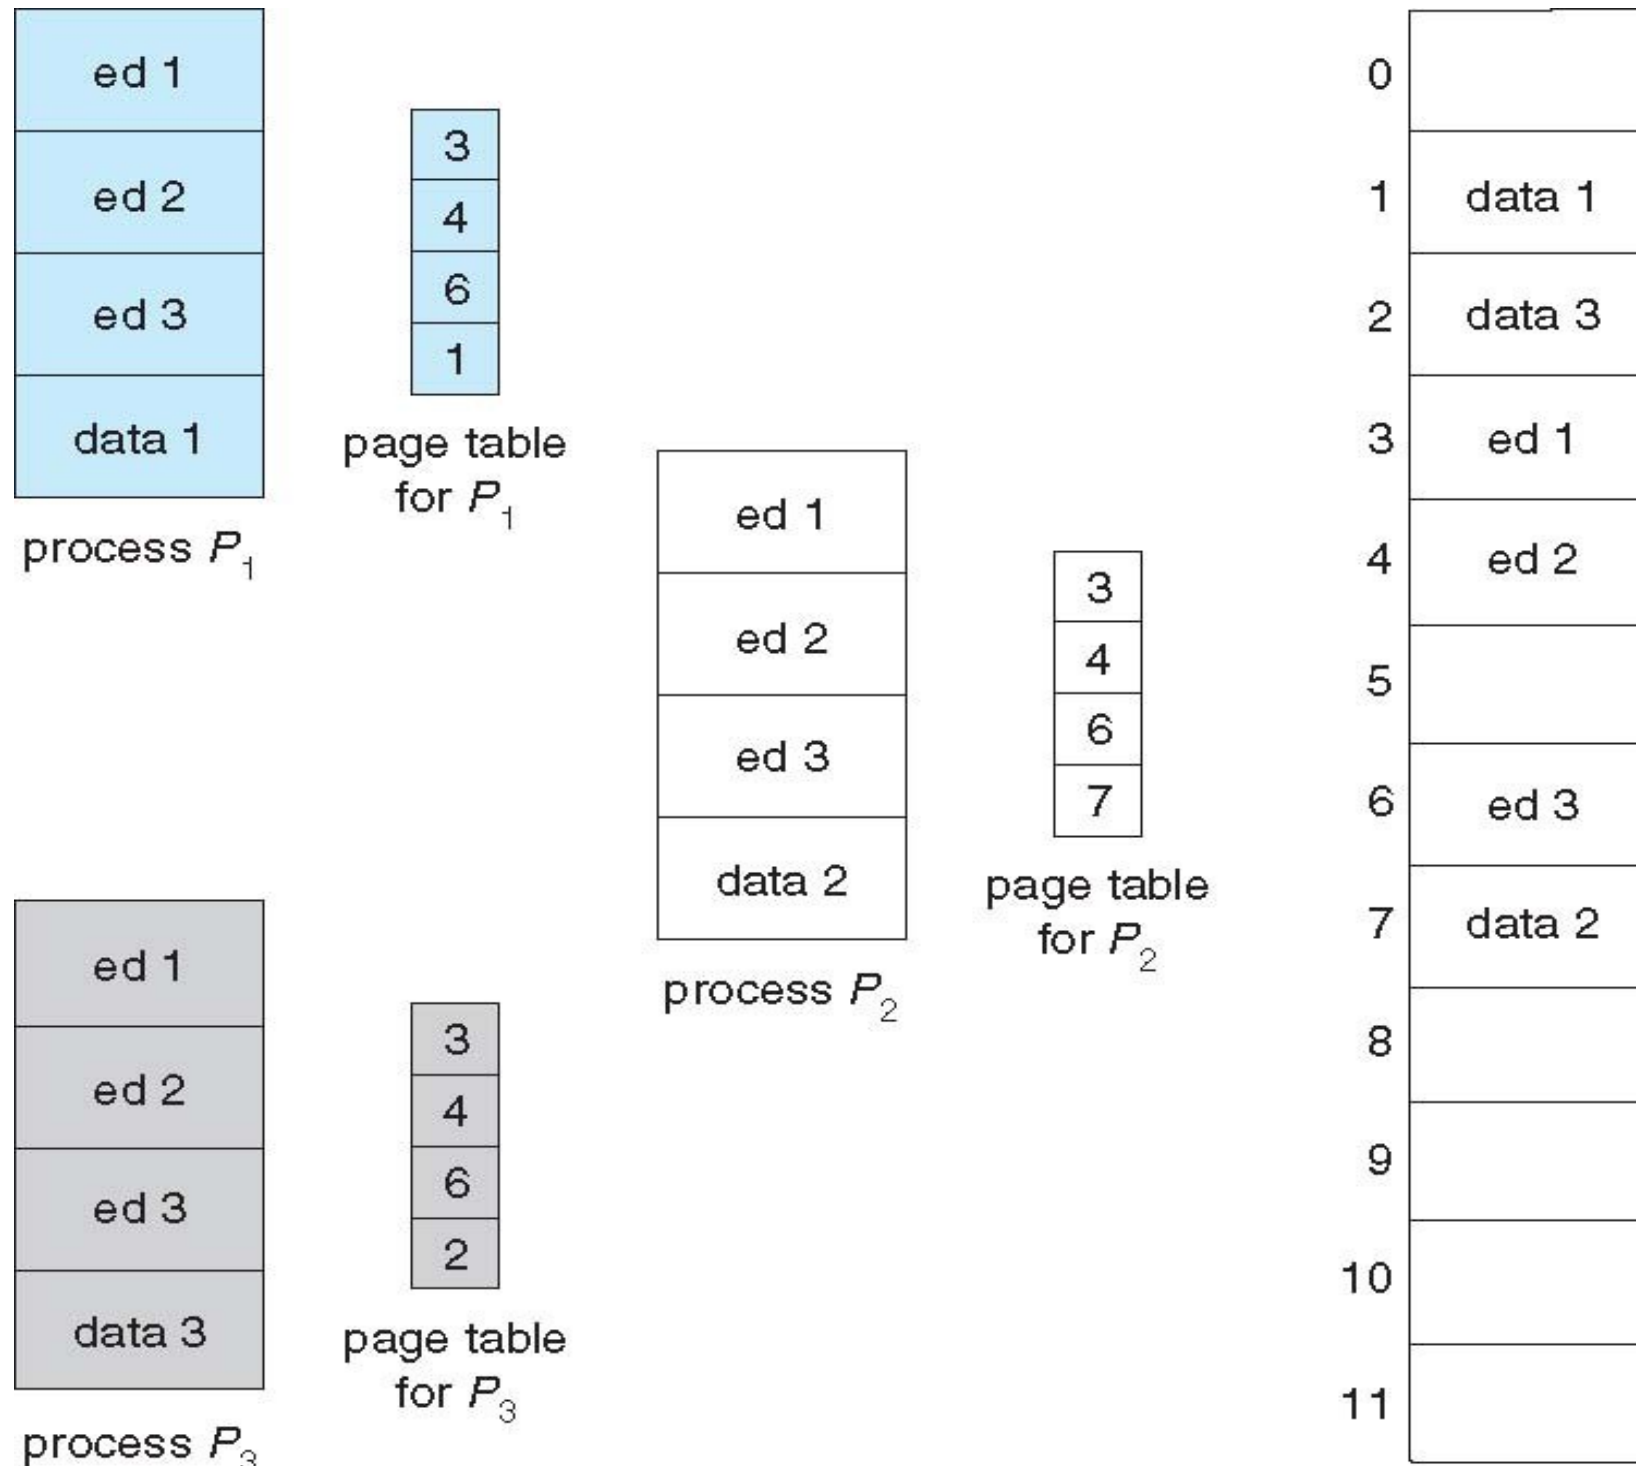 ed 1
ed 2
ed 3
data 1
process P1
3
4
6
1
page table
for P1
ed 1
ed 2
ed 3
data 2
process P2
3
4
6
7
page table
for P2
ed 1
ed 2
ed 3
data 3
process P3
3
4
6
2
page table
for P3
0
1 data 1
2 data 3
3 ed 1
4 ed 2
5
6 ed 3
7 data 2
8
9
10
11